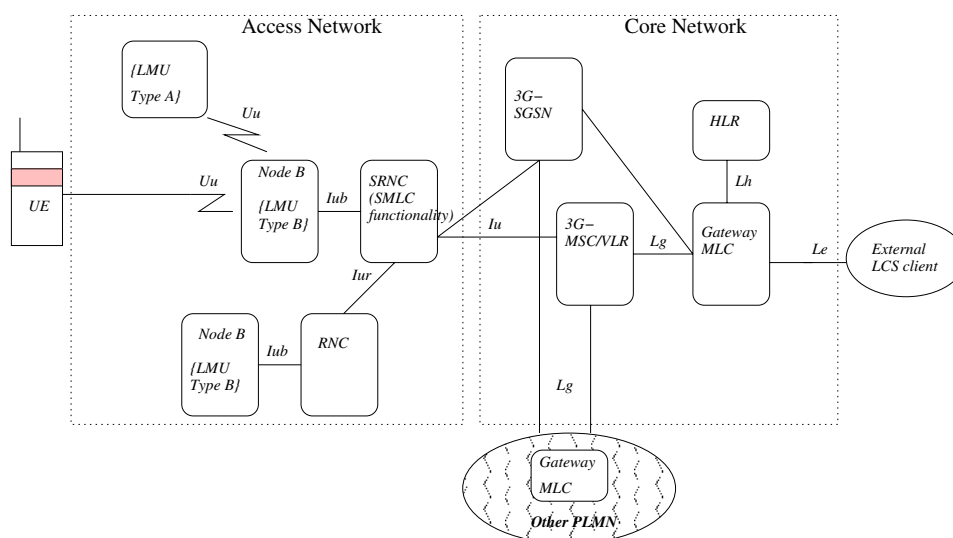 Access Network
Core Network
{LMU
Type A}
Uu
3G−
SGSN
HLR
Lh
UE
Uu
Node B
{LMU
Type B}
Iub
SRNC
(SMLC
functionality)
Iu
3G−
MSC/VLR
Lg
Gateway
MLC
Le
External
LCS client
Iur
Node B
{LMU
Type B}
Iub
RNC
Lg
Gateway
MLC
Other PLMN